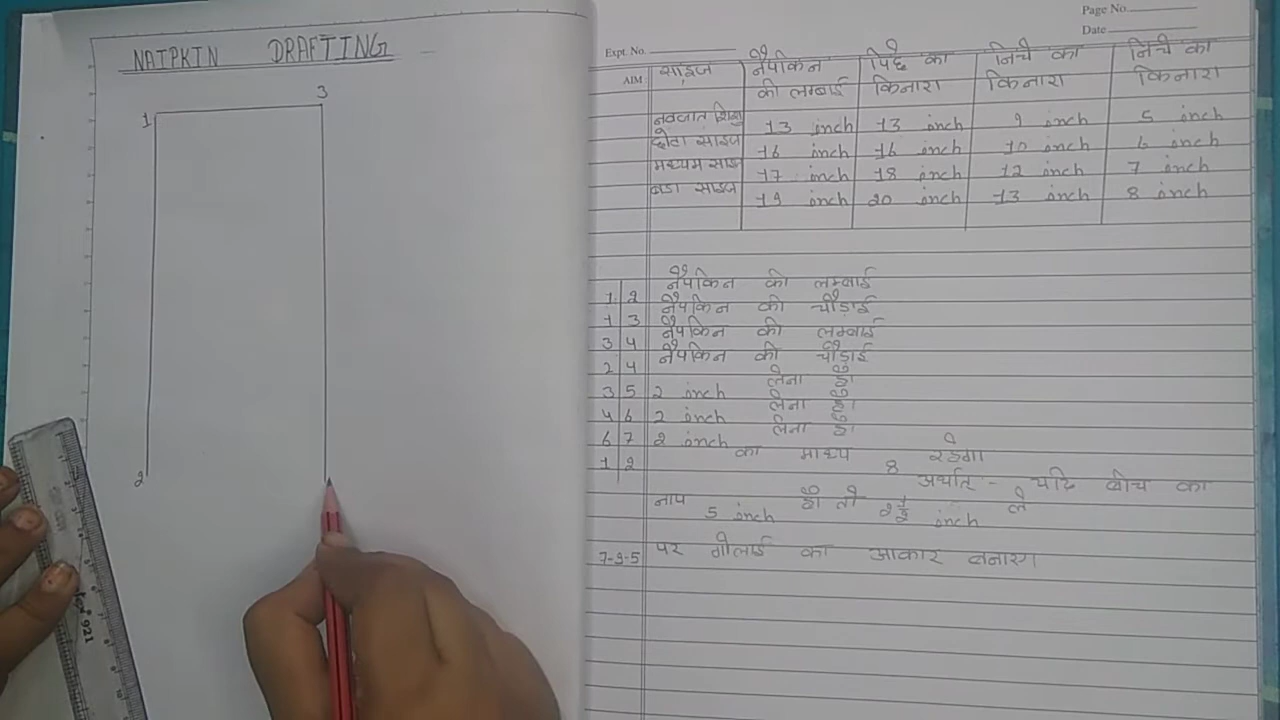 NAIPKIN DRAFTING
1
3
2
Page No.
Date
Expt. No.
AIM
साइज नैपकिन पिछे का निचे का निचे का
की लम्बाई किनारा किनारा किनारा
नवजात शिशु 13 inch 13 inch 9 inch 5 inch
छोटा साइज 16 inch 16 inch 10 inch 6 inch
मध्यम साइज 17 inch 18 inch 12 inch 7 inch
बडा साइज 19 inch 20 inch 13 inch 8 inch
1 2 नैपकिन की लम्बाई
1 3 नैपकिन की चौड़ाई
3 4 नैपकिन की लम्बाई
2 4 नैपकिन की चौड़ाई
3 5 2 inch लेना है।
4 6 2 inch लेना है।
6 7 2 inch लेना है।
1 2 का माध्य 8 रहेगा
अर्थात् - यदि बीच का
नाप 5 inch हो तो 2½ inch ले
7-9-5 पर गोलाई का आकार बनाए
921